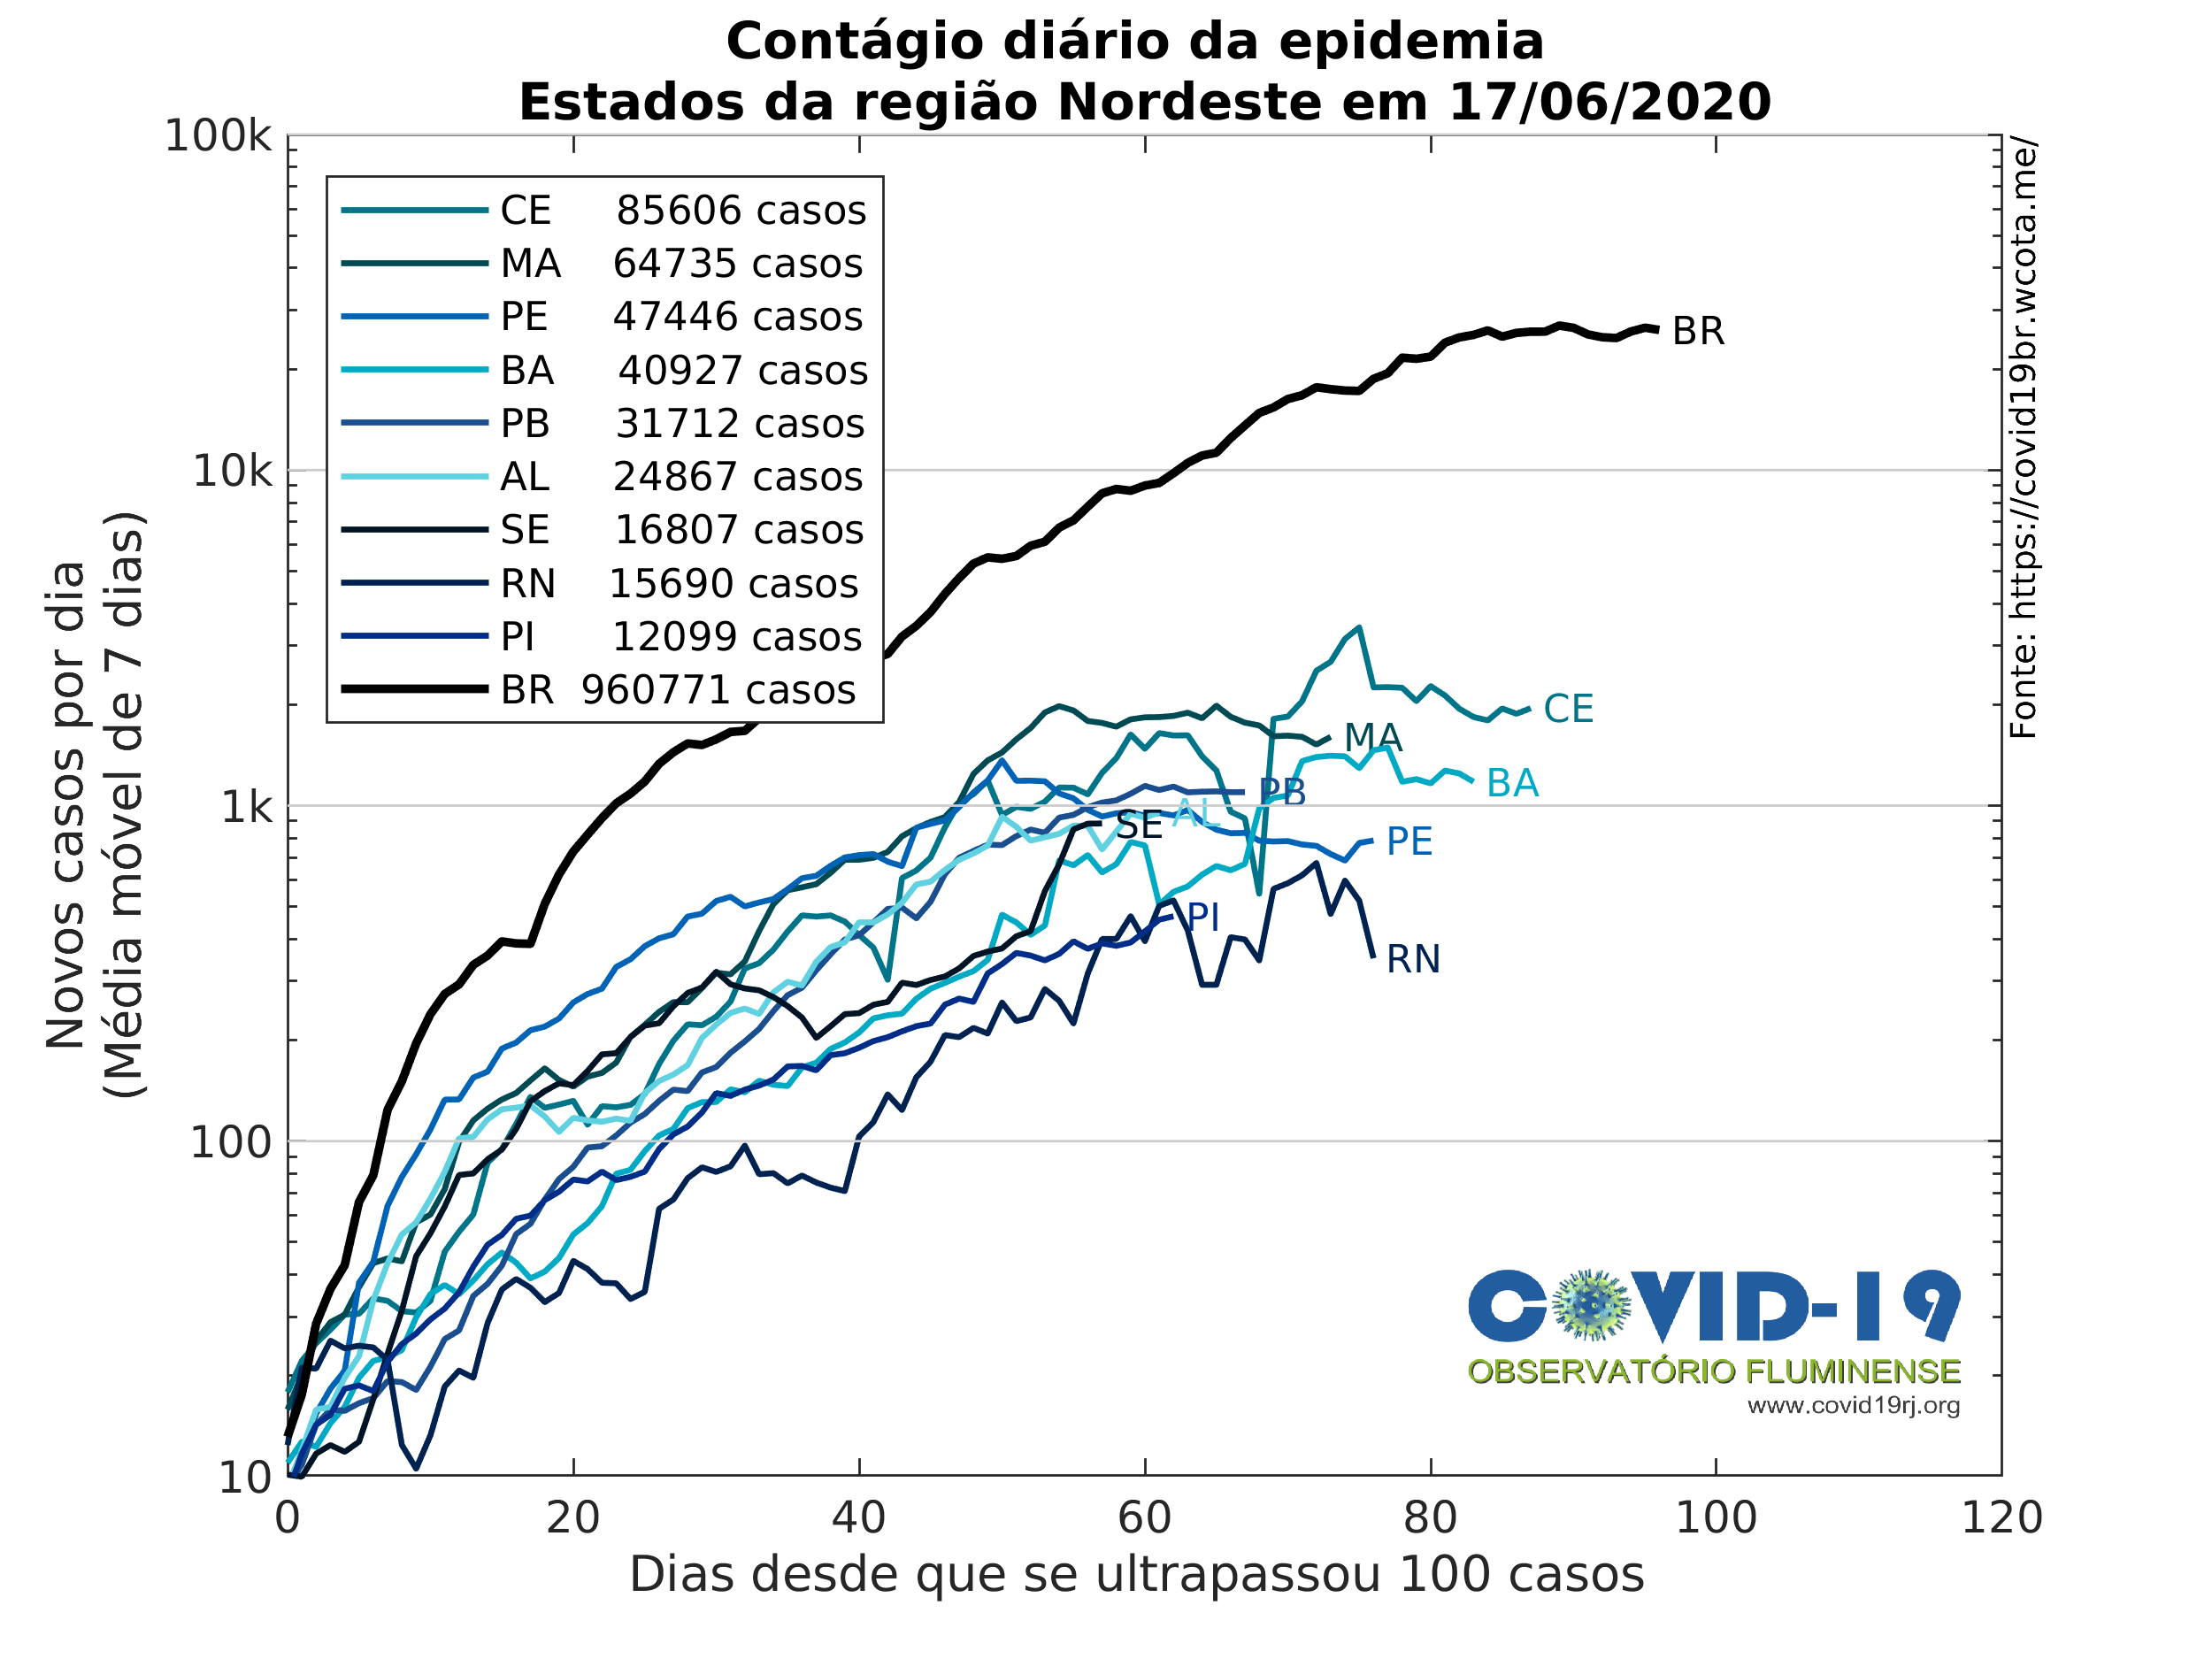 Contágio diário da epidemia
Estados da região Nordeste em 17/06/2020
Novos casos por dia
(Média móvel de 7 dias)
100k
10k
1k
100
10
CE 85606 casos
MA 64735 casos
PE 47446 casos
BA 40927 casos
PB 31712 casos
AL 24867 casos
SE 16807 casos
RN 15690 casos
PI 12099 casos
BR 960771 casos
BR
CE
MA
BA
PB
AL
SE
PE
PI
RN
Fonte: https://covid19br.wcota.me/
COVID-19
OBSERVATÓRIO FLUMINENSE
www.covid19rj.org
0 20 40 60 80 100 120
Dias desde que se ultrapassou 100 casos